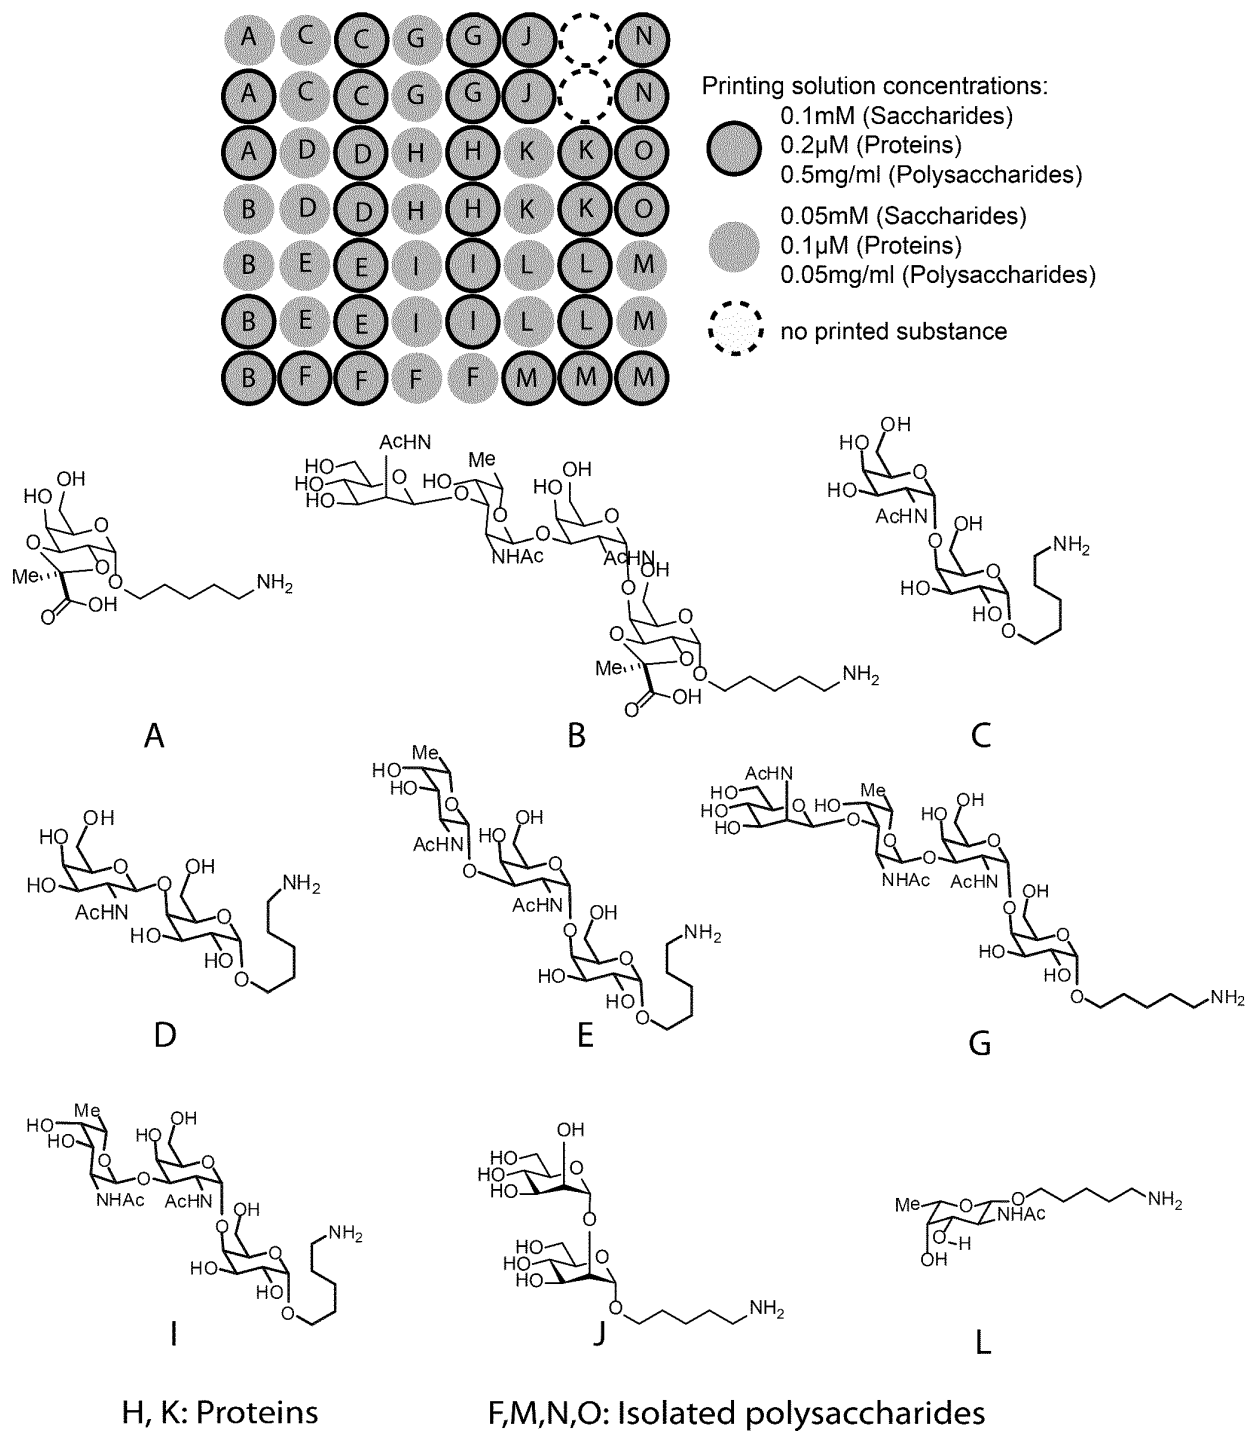 A C C G G J N
A C C G G J N
A D D H H K K O
B D D H H K K O
B E E I I L L M
B E E I I L L M
B F F F F M M M
Printing solution concentrations:
0.1mM (Saccharides)
0.2µM (Proteins)
0.5mg/ml (Polysaccharides)
0.05mM (Saccharides)
0.1µM (Proteins)
0.05mg/ml (Polysaccharides)
no printed substance
OH
HO
O
O
O
Me
O
NH2
O
OH
A
AcHN
HO
HO
HO
O
Me
HO
O
O
NHAc
O
OH
HO
O
AcHN
OH
O
O
O
O
Me
O
NH2
O
OH
B
OH
HO
O
HO
AcHN
O
OH
O
HO
HO
O
NH2
C
OH
HO
O
HO
AcHN
O
OH
O
HO
HO
O
NH2
D
Me
HO
HO
O
AcHN
O
HO
OH
O
AcHN
O
OH
O
HO
HO
O
NH2
E
AcHN
HO
HO
HO
O
Me
HO
O
O
NHAc
O
HO
OH
O
AcHN
O
OH
O
HO
HO
O
NH2
G
Me
HO
HO
O
NHAc
O
HO
OH
O
AcHN
O
OH
O
HO
HO
O
NH2
I
OH
HO
HO
HO
O
O
HO
HO
HO
O
O
NH2
J
Me
O
O
NH2
NHAc
O-H
OH
L
H, K: Proteins
F,M,N,O: Isolated polysaccharides